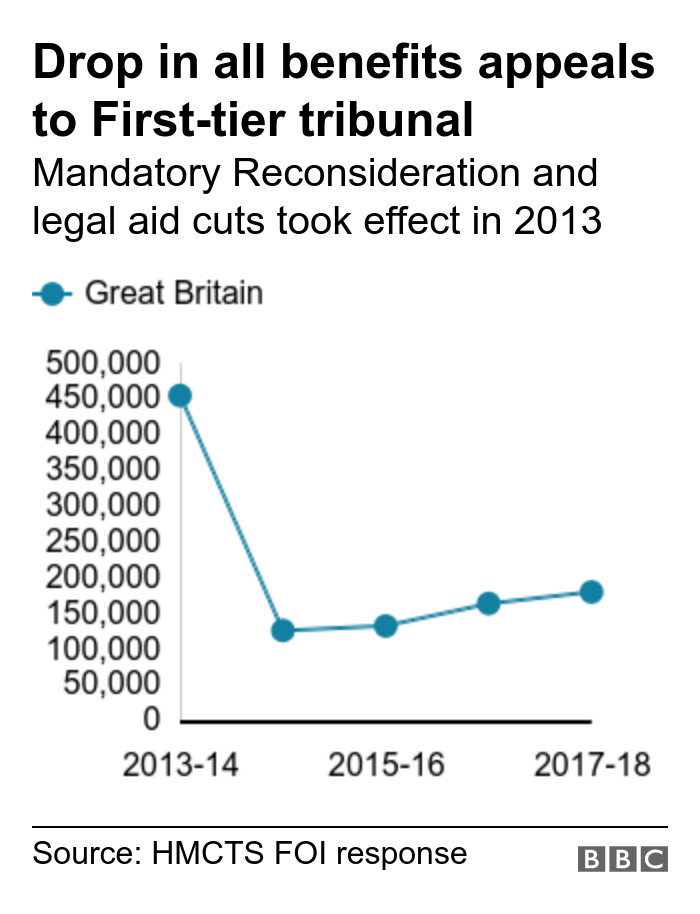 Drop in all benefits appeals
to First-tier tribunal
Mandatory Reconsideration and
legal aid cuts took effect in 2013
Great Britain
500,000
450,000
400,000
350,000
300,000
250,000
200,000
150,000
100,000
50,000
0
2013-14 2015-16 2017-18
Source: HMCTS FOI response BBC